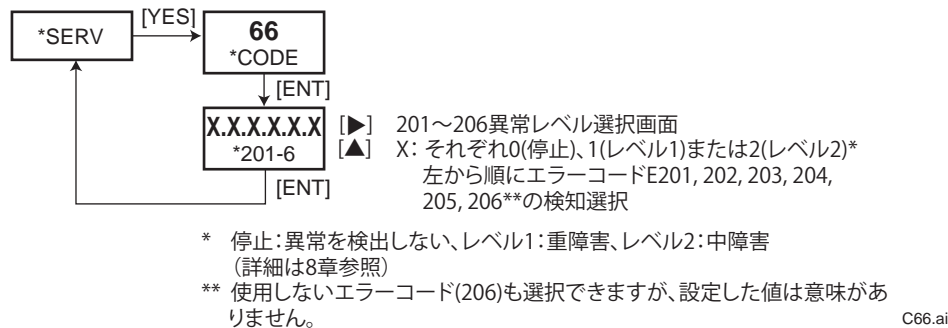 [YES]
*SERV
66
*CODE
[ENT]
X.X.X.X.X.X
*201-6
[ENT]
[▶] 201～206異常レベル選択画面
[▲] X: それぞれ0(停止)、1(レベル1)または2(レベル2)*
左から順にエラーコードE201, 202, 203, 204,
205, 206**の検知選択
* 停止：異常を検出しない、レベル1：重障害、レベル2：中障害
（詳細は8章参照）
** 使用しないエラーコード(206)も選択できますが、設定した値は意味があ
りません。
C66.ai